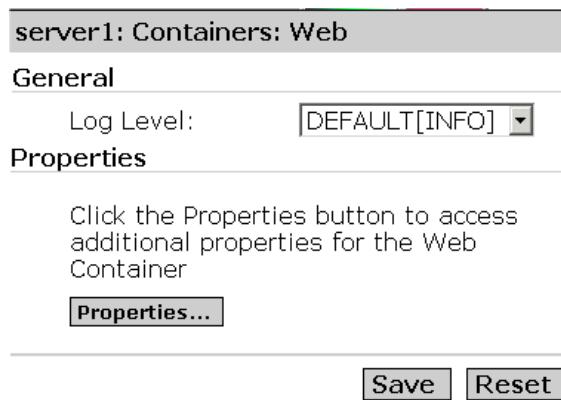 server1: Containers: Web
General
Log Level: DEFAULT[INFO]
Properties
Click the Properties button to access
additional properties for the Web
Container
Properties...
Save Reset